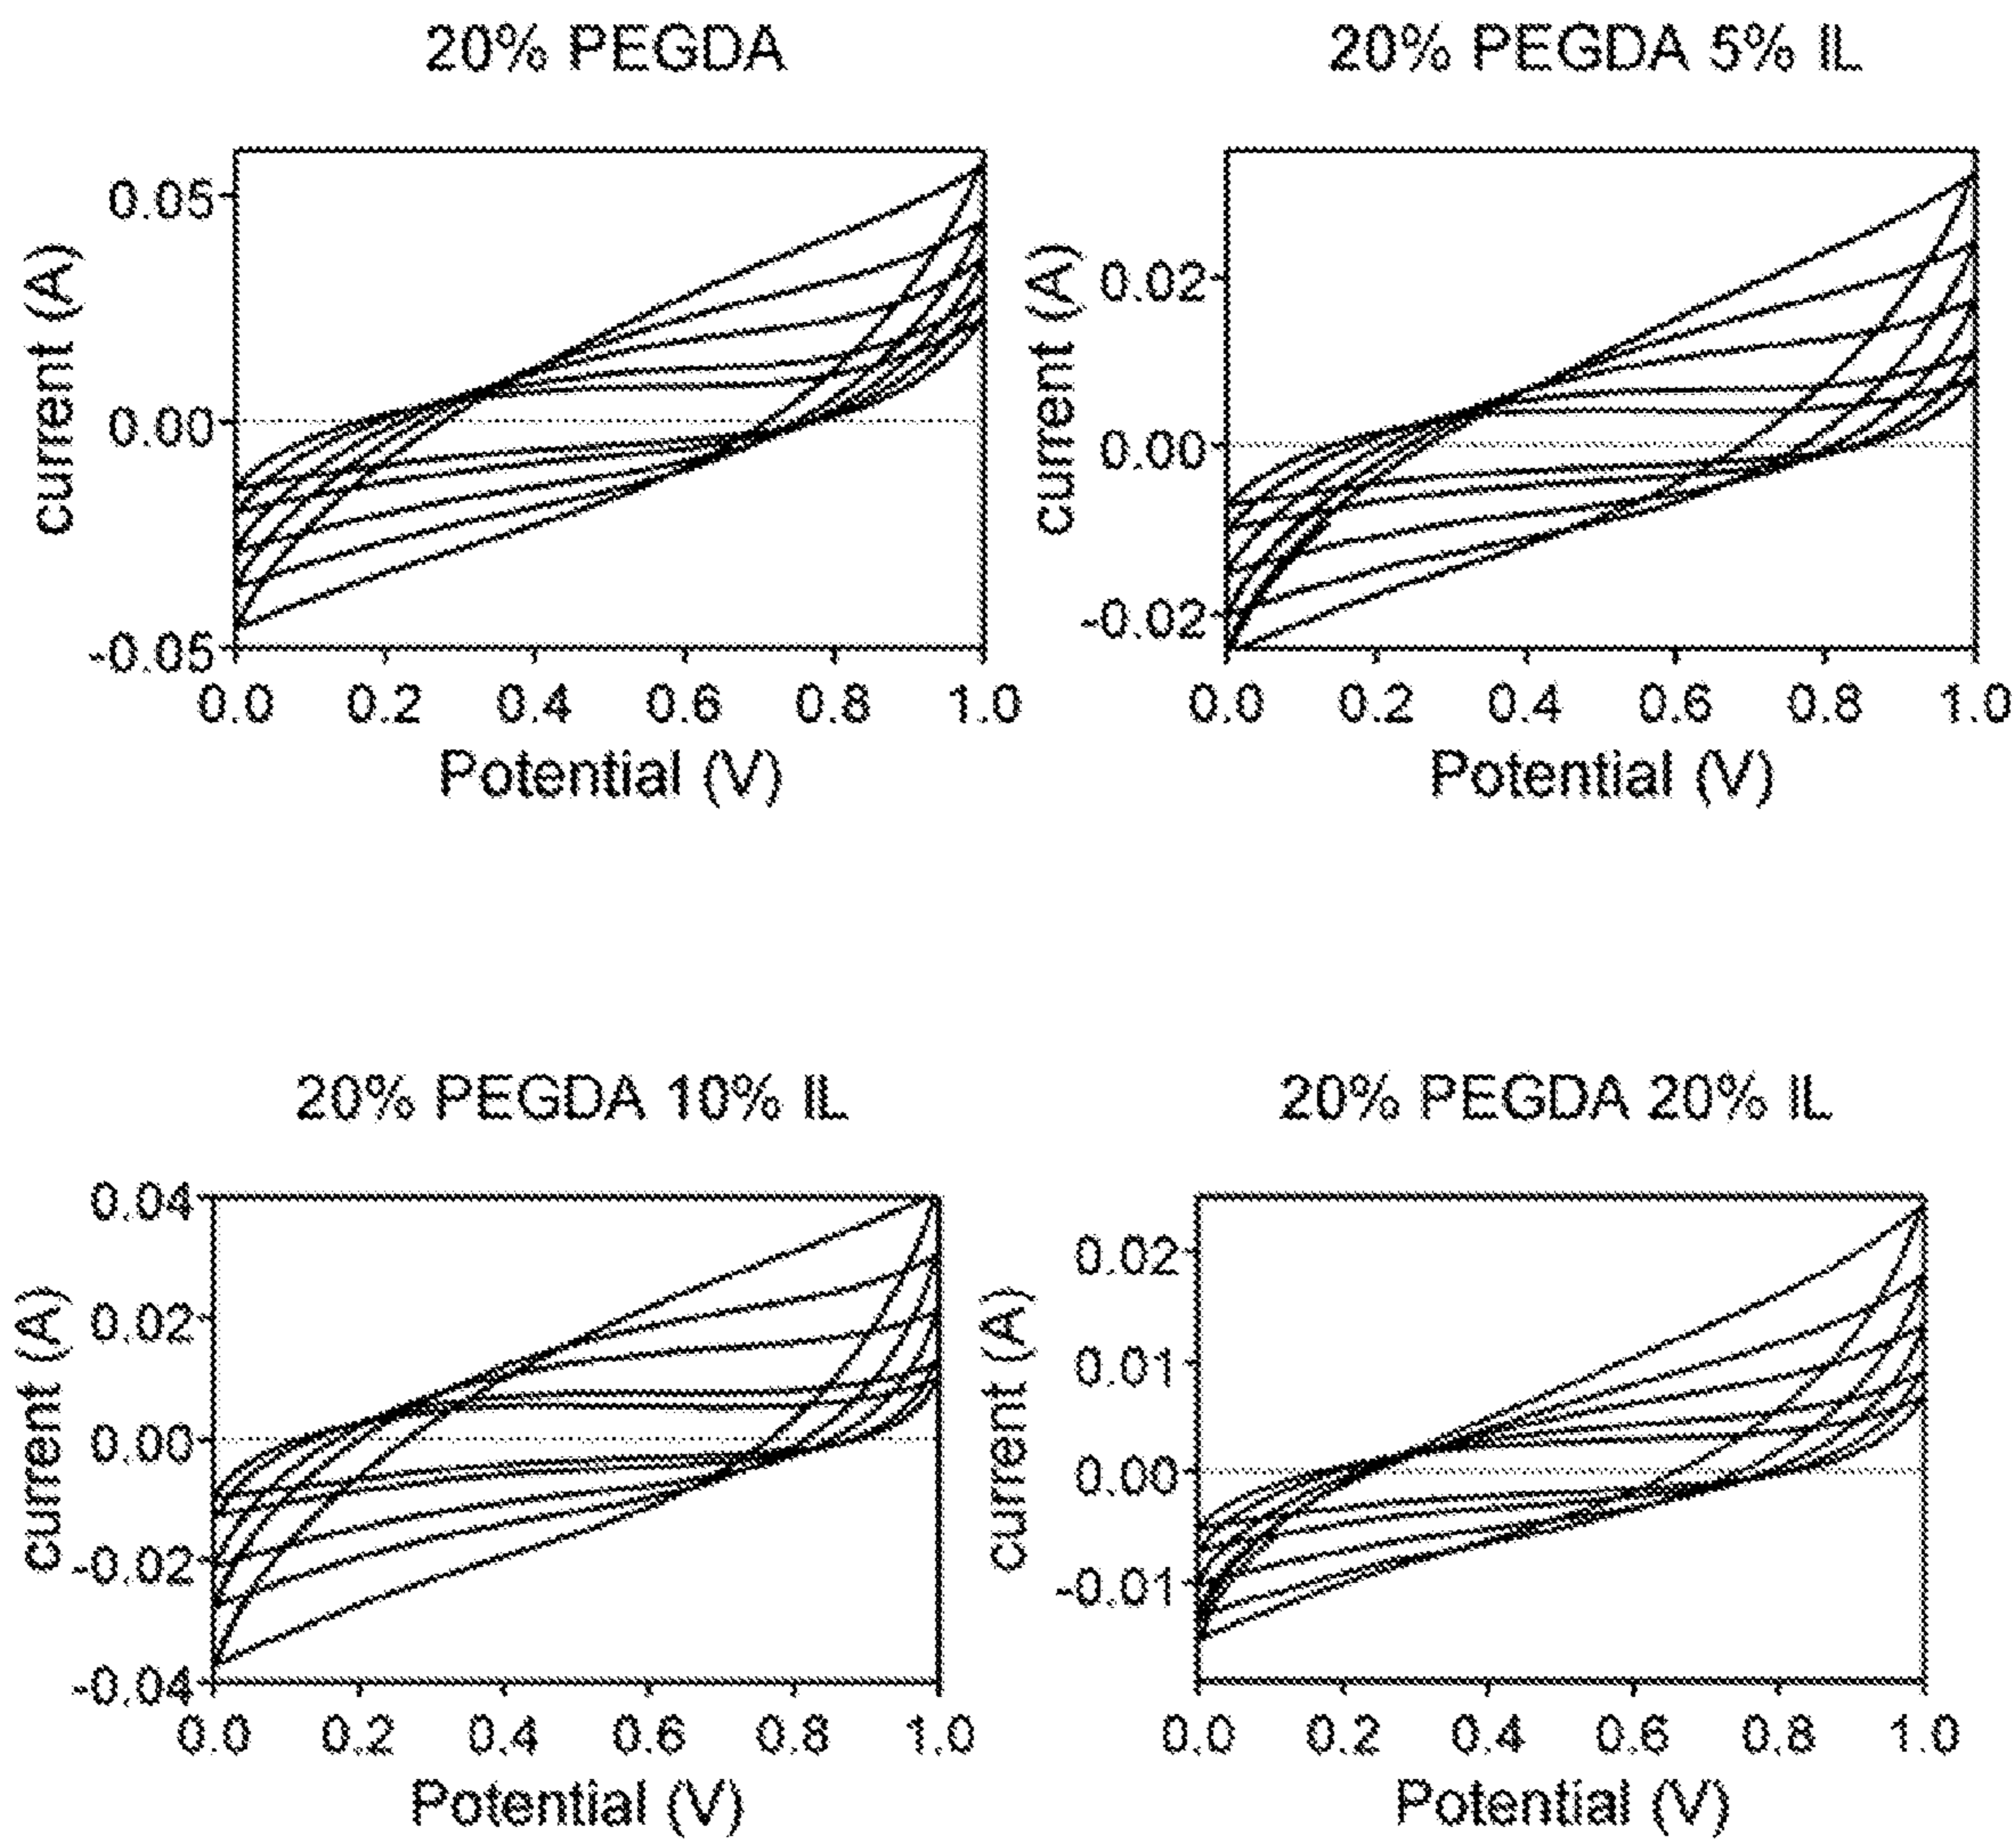 20% PEGDA
current (A)
0.05
0.00
-0.05
0.0 0.2 0.4 0.6 0.8 1.0
Potential (V)
20% PEGDA 5% IL
current (A)
0.02
0.00
-0.02
0.0 0.2 0.4 0.6 0.8 1.0
Potential (V)
20% PEGDA 10% IL
current (A)
0.04
0.02
0.00
-0.02
-0.04
0.0 0.2 0.4 0.6 0.8 1.0
Potential (V)
20% PEGDA 20% IL
current (A)
0.02
0.01
0.00
-0.01
0.0 0.2 0.4 0.6 0.8 1.0
Potential (V)